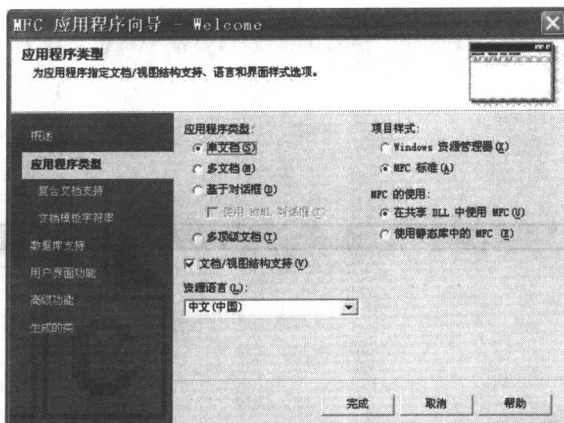 MFC 应用程序向导 - Welcome
应用程序类型
为应用程序指定文档/视图结构支持、语言和界面样式选项。
概述
应用程序类型
复合文档支持
文档模板字符串
数据库支持
用户界面功能
高级功能
生成的类
应用程序类型:
单文档(S)
多文档(M)
基于对话框(D)
使用 HTML 对话框(T)
多顶级文档(T)
文档/视图结构支持(V)
资源语言(L):
中文(中国)
项目样式:
Windows 资源管理器(X)
MFC 标准(A)
MFC 的使用:
在共享 DLL 中使用 MFC(U)
使用静态库中的 MFC (E)
完成
取消
帮助